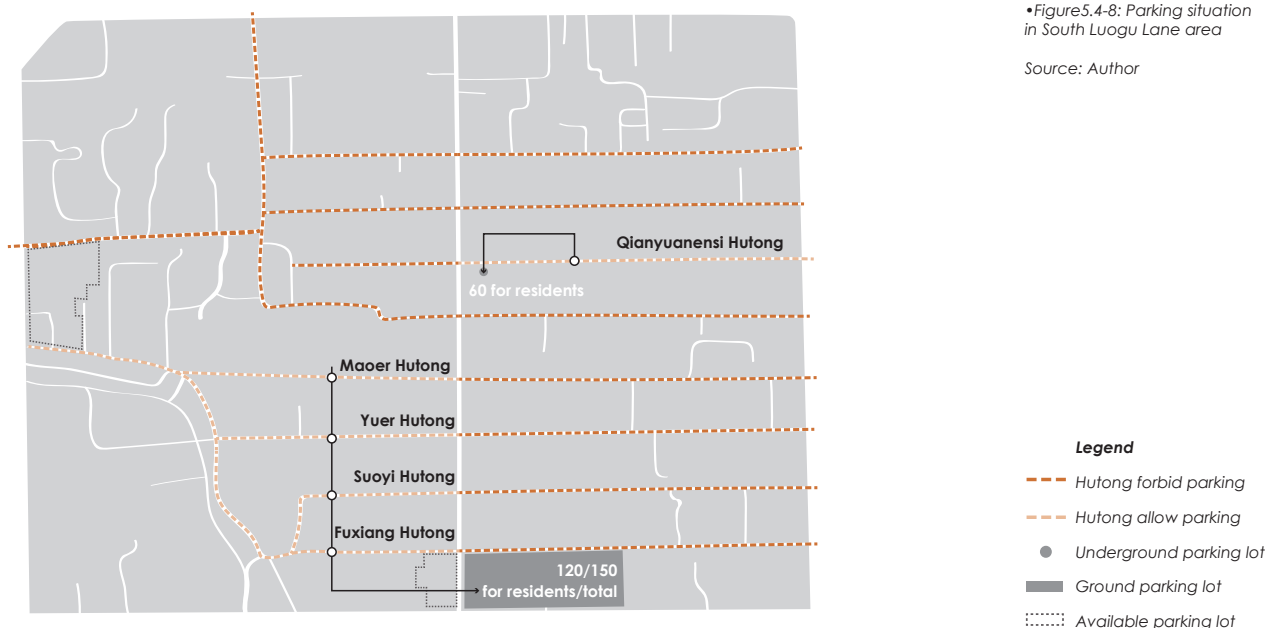 •Figure5.4-8: Parking situation
in South Luogu Lane area
Source: Author
Qianyuanensi Hutong
60 for residents
Maoer Hutong
Yuer Hutong
Suoyi Hutong
Fuxiang Hutong
120/150
for residents/total
Legend
Hutong forbid parking
Hutong allow parking
Underground parking lot
Ground parking lot
Available parking lot